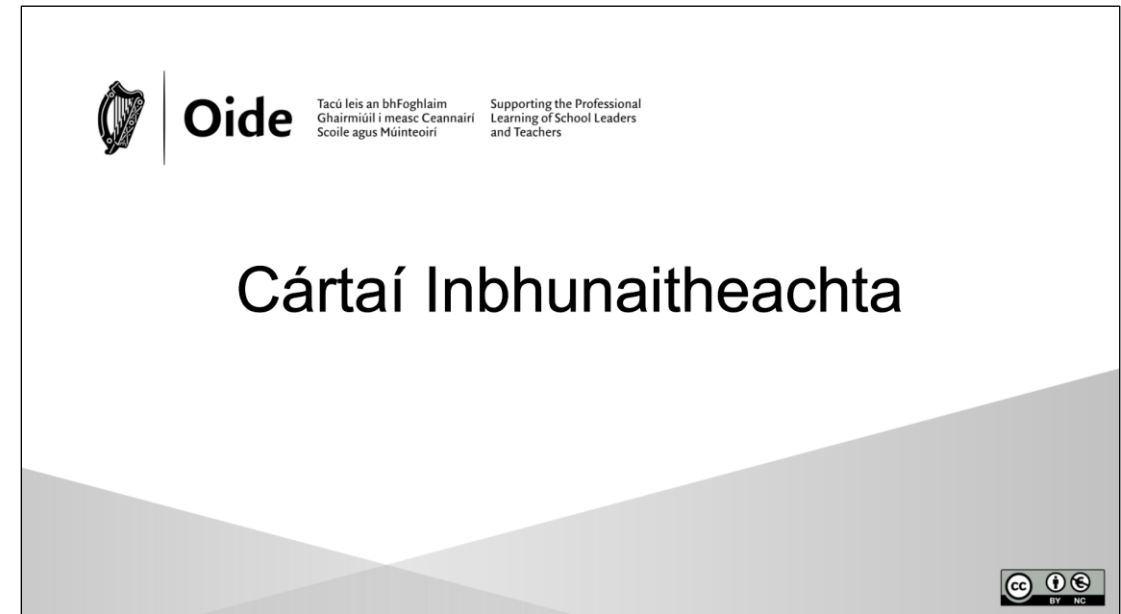 Oide
Tacú leis an bhFoghlaim
Ghairmiúil i measc Ceannairí
Scoile agus Múinteoirí
Supporting the Professional
Learning of School Leaders
and Teachers
Cártaí Inbhunaitheachta
cc
BY NC